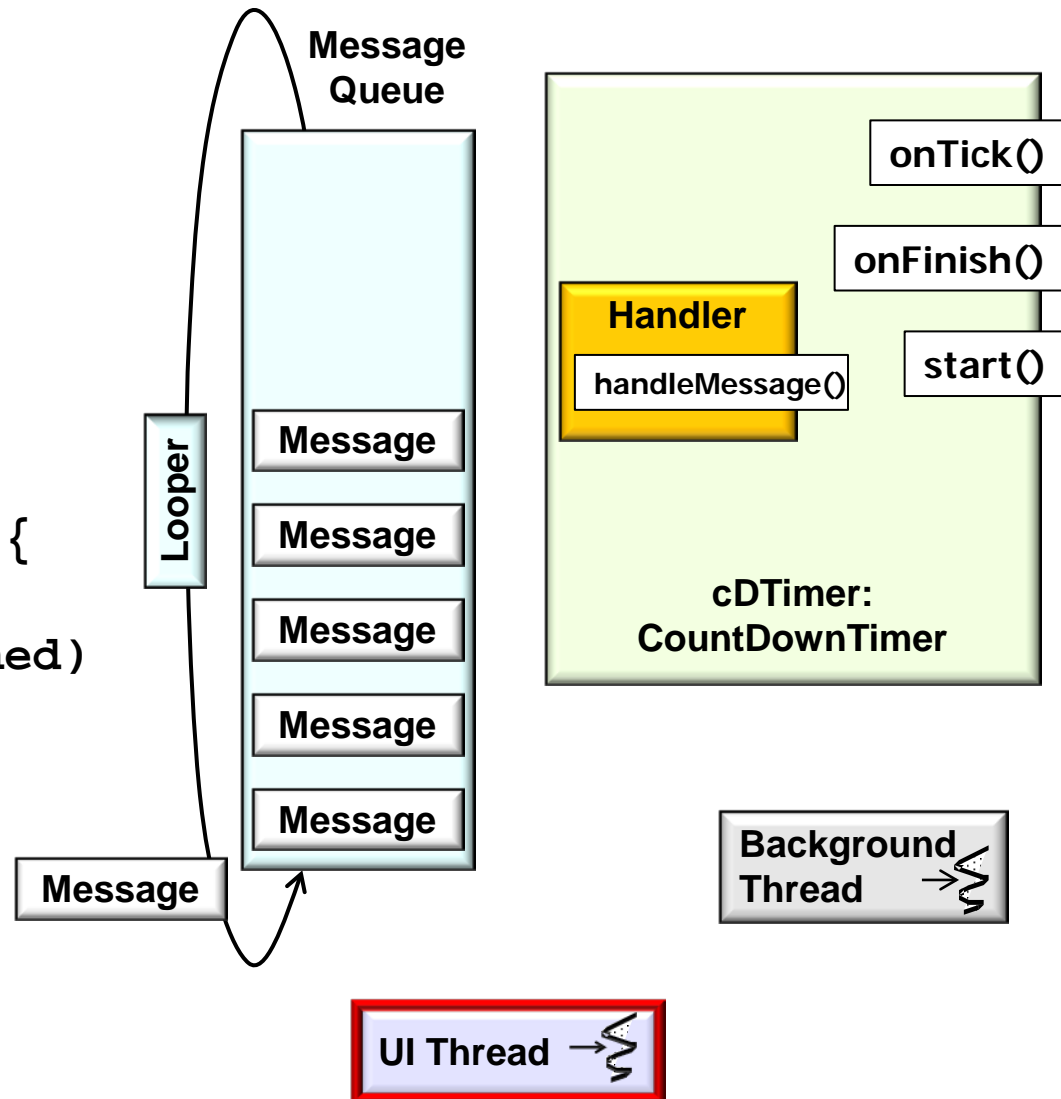 Message
Queue
onTick()
onFinish()
Handler
start()
handleMessage()
Message
Looper
Message
{
cDTimer:
Message
CountDownTimer
ned)
Message
Message
Background
Thread
Message
UI Thread